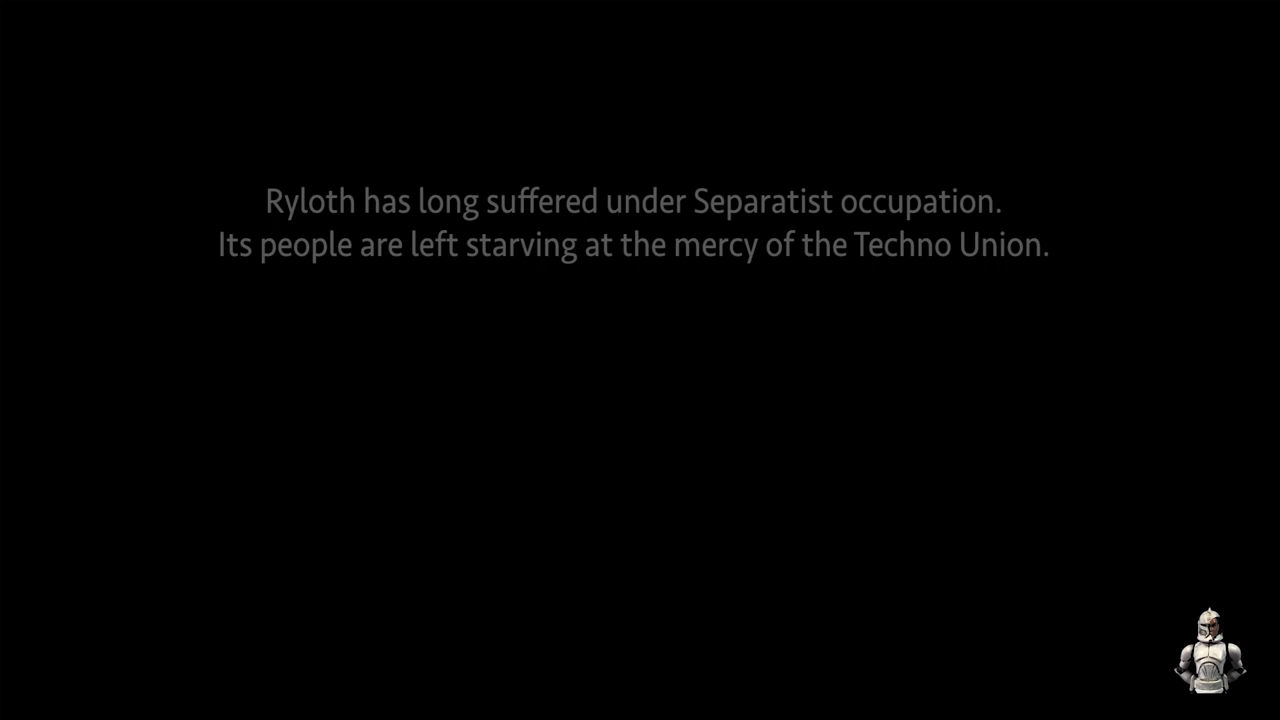 Ryloth has long suffered under Separatist occupation.
Its people are left starving at the mercy of the Techno Union.